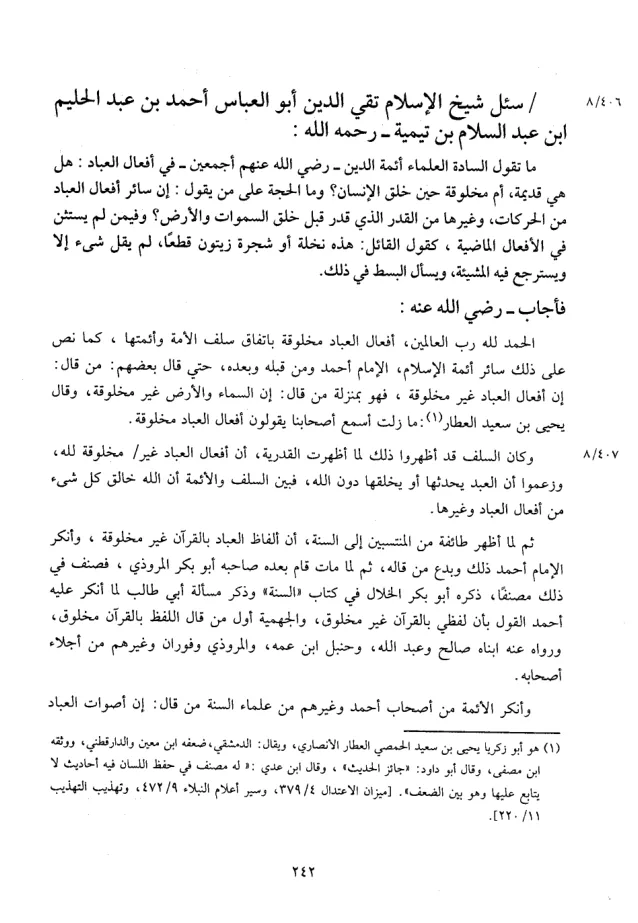 ٨/٤٠٦
/ سئل شيخ الإسلام تقي الدين أبو العباس أحمد بن عبد الحليم
ابن عبد السلام بن تيمية ـ رحمه الله :
ما تقول السادة العلماء أئمة الدين ـ رضي الله عنهم أجمعين ـ في أفعال العباد : هل
هي قديمة، أم مخلوقة حين خلق الإنسان؟ وما الحجة على من يقول : إن سائر أفعال العباد
من الحركات، وغيرها من القدر الذي قدر قبل خلق السموات والأرض؟ وفيمن لم يستثن
في الأفعال الماضية ، كقول القائل: هذه نخلة أو شجرة زيتون قطعًا، لم يقل شىء إلا
ويسترجع فيه المشيئة، ويسأل البسط في ذلك.
فأجاب ـ رضي الله عنه :
الحمد لله رب العالمين، أفعال العباد مخلوقة باتفاق سلف الأمة وأئمتها ، كما نص
على ذلك سائر أئمة الإسلام، الإمام أحمد ومن قبله وبعده، حتي قال بعضهم: من قال:
إن أفعال العباد غير مخلوقة ، فهو بمنزلة من قال: إن السماء والأرض غير مخلوقة، وقال
يحيى بن سعيد العطار(١):ما زلت أسمع أصحابنا يقولون أفعال العباد مخلوقة.
٨/٤٠٧
وكان السلف قد أظهروا ذلك لما أظهرت القدرية، أن أفعال العباد غير/ مخلوقة لله،
وزعموا أن العبد يحدثها أو يخلقها دون الله، فبين السلف والأئمة أن الله خالق كل شىء
من أفعال العباد وغيرها.
ثم لما أظهر طائفة من المنتسبين إلى السنة، أن ألفاظ العباد بالقرآن غير مخلوقة ، وأنكر
الإمام أحمد ذلك وبدع من قاله، ثم لما مات قام بعده صاحبه أبو بكر المروذي ، فصنف في
ذلك مصنفًا، ذكره أبو بكر الخلال في كتاب «السنة» وذكر مسألة أبي طالب لما أنكر عليه
أحمد القول بأن لفظي بالقرآن غير مخلوق، والجهمية أول من قال اللفظ بالقرآن مخلوق،
ورواه عنه ابناه صالح وعبد الله، وحنبل ابن عمه، والمروذي وفوران وغيرهم من أجلاء
أصحابه.
وأنكر الأئمة من أصحاب أحمد وغيرهم من علماء السنة من قال: إن أصوات العباد
(١) هو أبو زكريا يحيى بن سعيد الحمصي العطار الأنصاري، ويقال: الدمشقي،ضعفه ابن معين والدارقطني، ووثقه
ابن مصفى، وقال أبو داود: «جائز الحديث» ، وقال ابن عدي :« له مصنف في حفظ اللسان فيه أحاديث لا
يتابع عليها وهو بين الضعف». [ميزان الاعتدال ٣٧٩/٤، وسير أعلام النبلاء ٤٧٢/٩، وتهذيب التهذيب
٢٢٠/١١].
٢٤٢